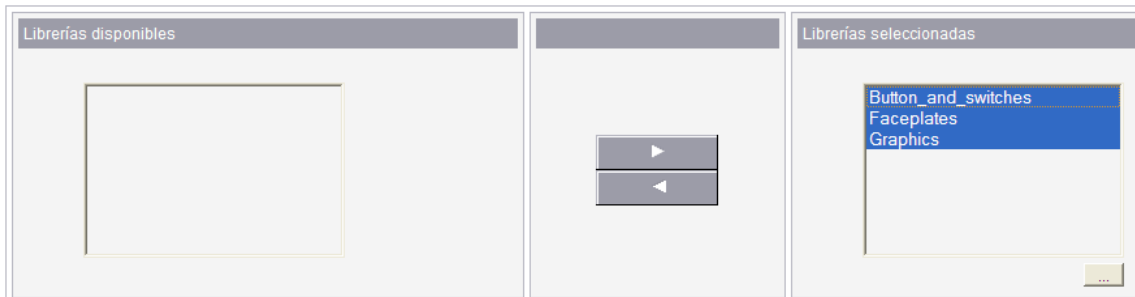 Librerías disponibles
Librerías seleccionadas
Button_and_switches
Faceplates
Graphics
...